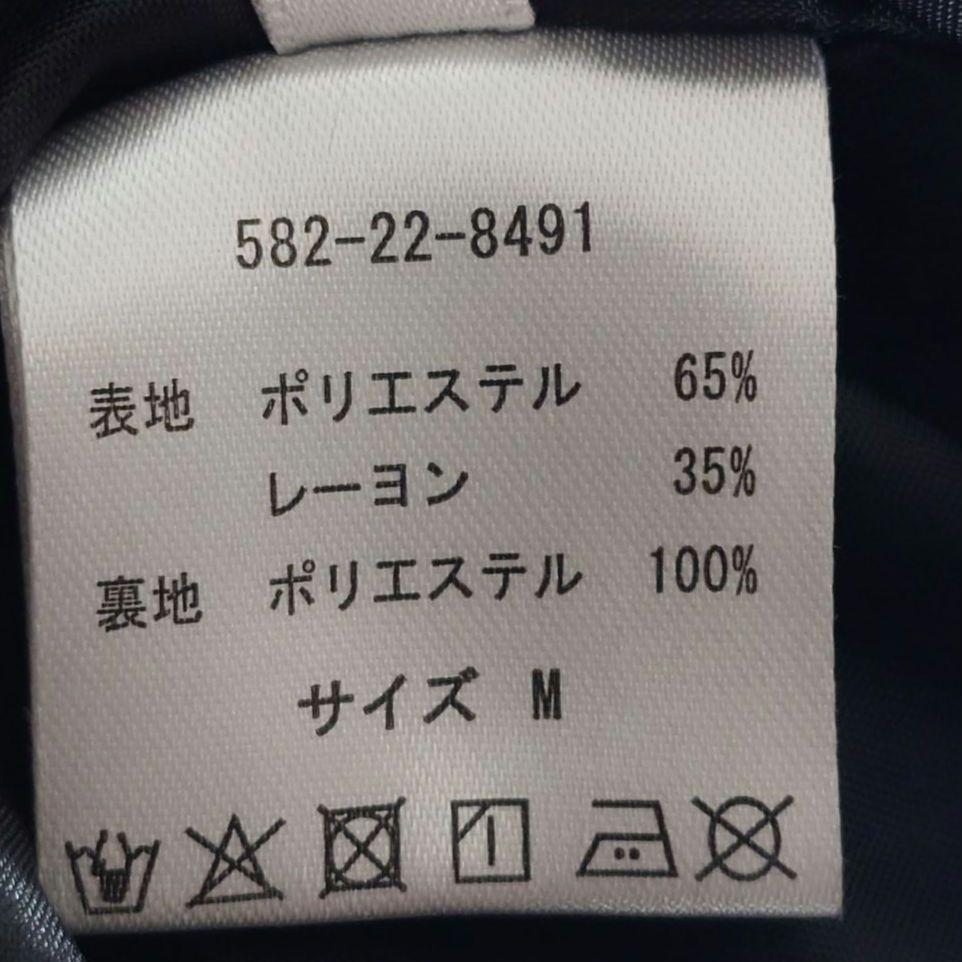 582-22-8491
表地 ポリエステル 65%
レーヨン 35%
裏地 ポリエステル 100%
サイズ M